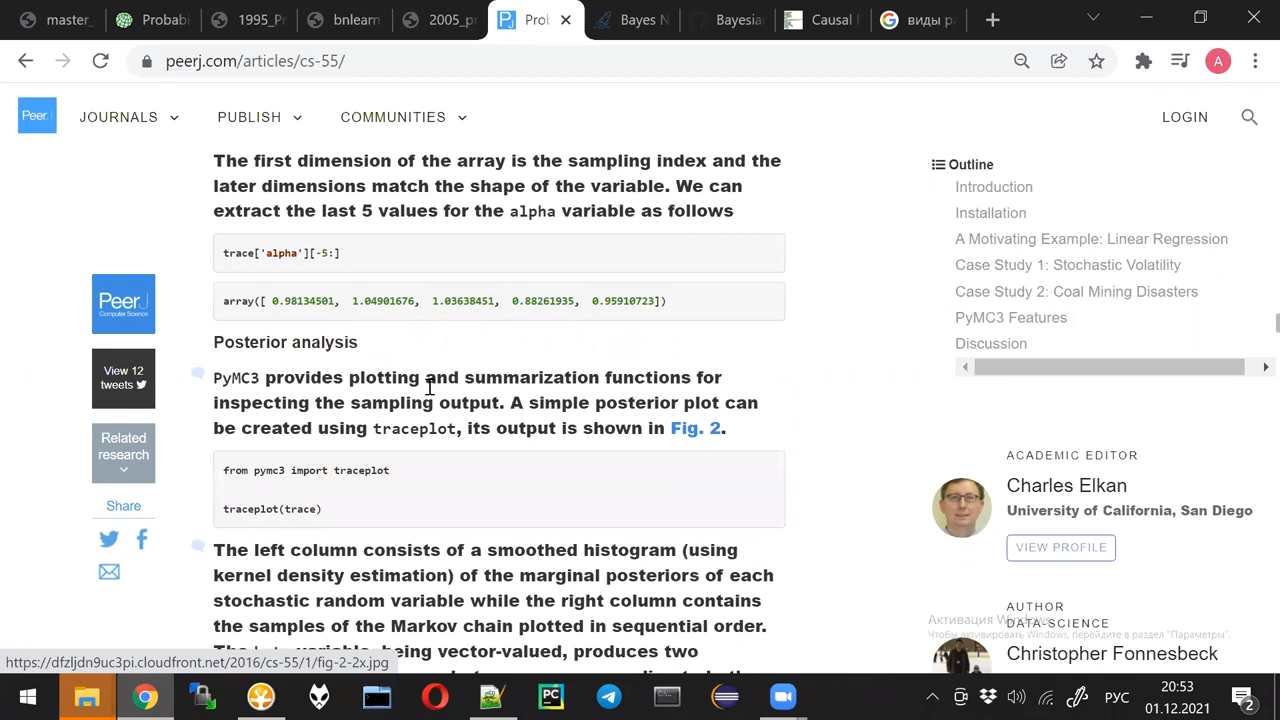 master
Probabi
1995_Pr
bnlearn
2005_pr
Prob
Bayes N
Bayesian
Causal I
виды ра
peerj.com/articles/cs-55/
A
PeerJ
JOURNALS
PUBLISH
COMMUNITIES
LOGIN
The first dimension of the array is the sampling index and the
later dimensions match the shape of the variable. We can
extract the last 5 values for the alpha variable as follows
trace['alpha'][-5:]
array([ 0.98134501, 1.04901676, 1.03638451, 0.88261935, 0.95910723])
Posterior analysis
PyMC3 provides plotting and summarization functions for
inspecting the sampling output. A simple posterior plot can
be created using traceplot, its output is shown in Fig. 2.
from pymc3 import traceplot
traceplot(trace)
The left column consists of a smoothed histogram (using
kernel density estimation) of the marginal posteriors of each
stochastic random variable while the right column contains
the samples of the Markov chain plotted in sequential order.
being vector-valued, produces two
PeerJ
Computer Science
View 12
tweets
Related
research
Share
Outline
Introduction
Installation
A Motivating Example: Linear Regression
Case Study 1: Stochastic Volatility
Case Study 2: Coal Mining Disasters
PyMC3 Features
Discussion
ACADEMIC EDITOR
Charles Elkan
University of California, San Diego
VIEW PROFILE
AUTHOR
DATA-SCIENCE
Christopher Fonnesbeck
Активация Windows
Чтобы активировать Windows, перейдите в раздел "Параметры".
https://dfzljdn9uc3pi.cloudfront.net/2016/cs-55/1/fig-2-2x.jpg
PC
РУС
20:53
01.12.2021
2